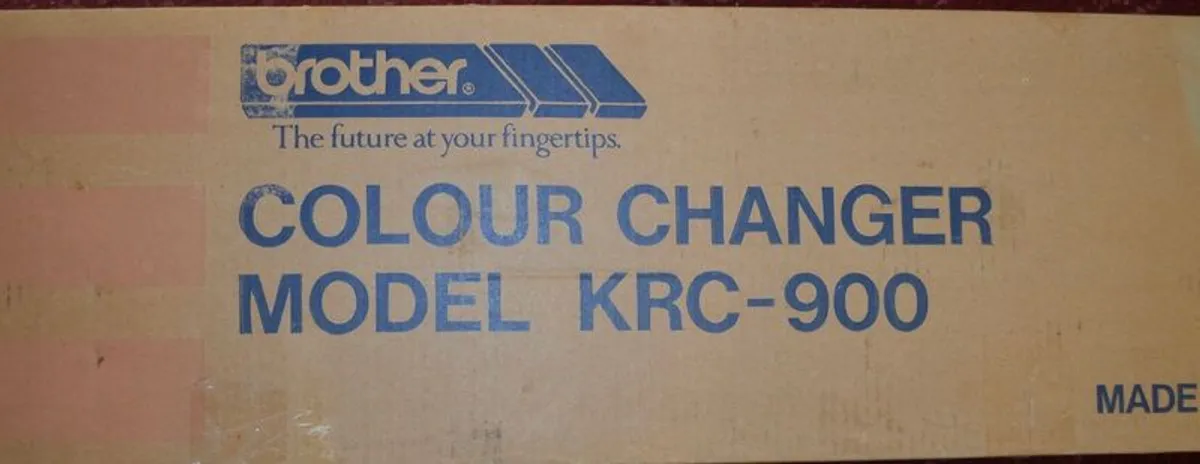 brother®
The future at your fingertips.
COLOUR CHANGER
MODEL KRC-900
MADE